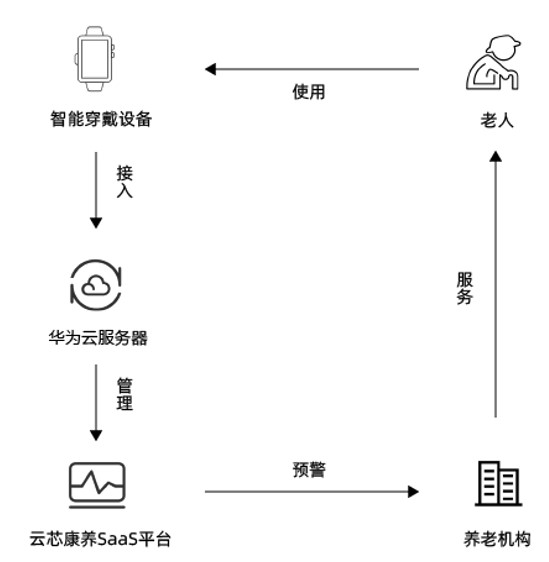 使用
智能穿戴设备
老人
接入
服务
华为云服务器
管理
预警
云芯康养SaaS平台
养老机构